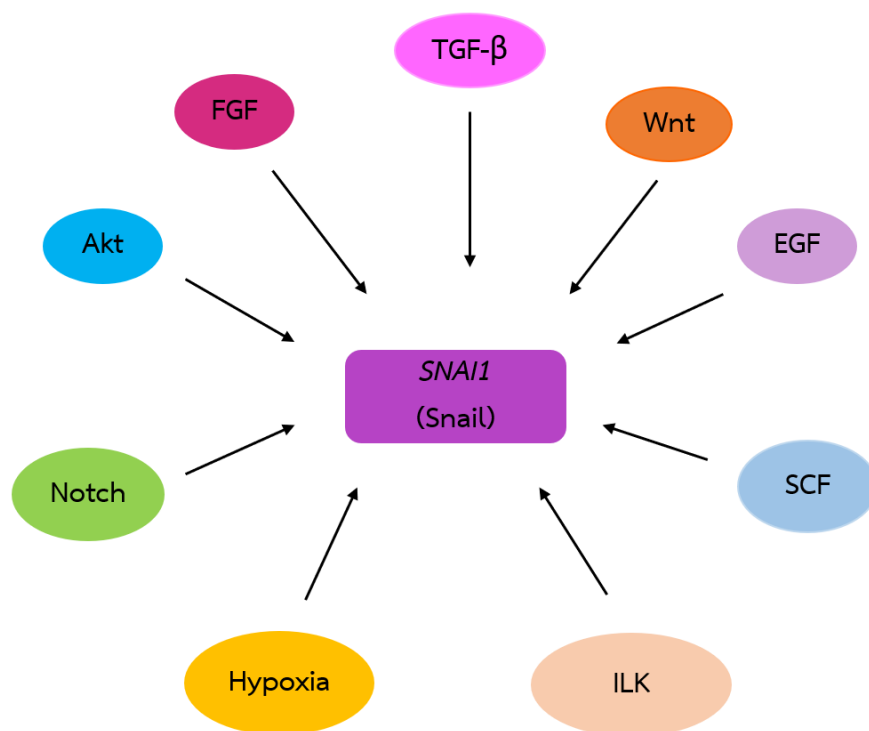 TGF-β
FGF
Wnt
Akt
EGF
SNAI1
(Snail)
Notch
SCF
Hypoxia
ILK